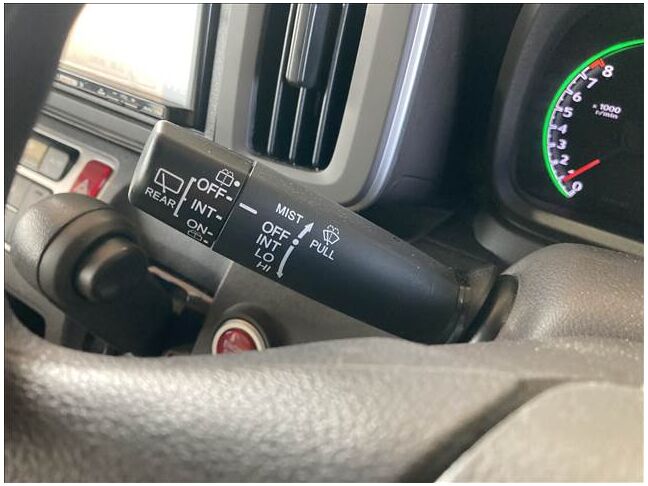 OFF
INT
ON
REAR
MIST
OFF
INT
LO
HI
PULL
8
7
6
5
4
3
2
1
0
x 1000
r/min